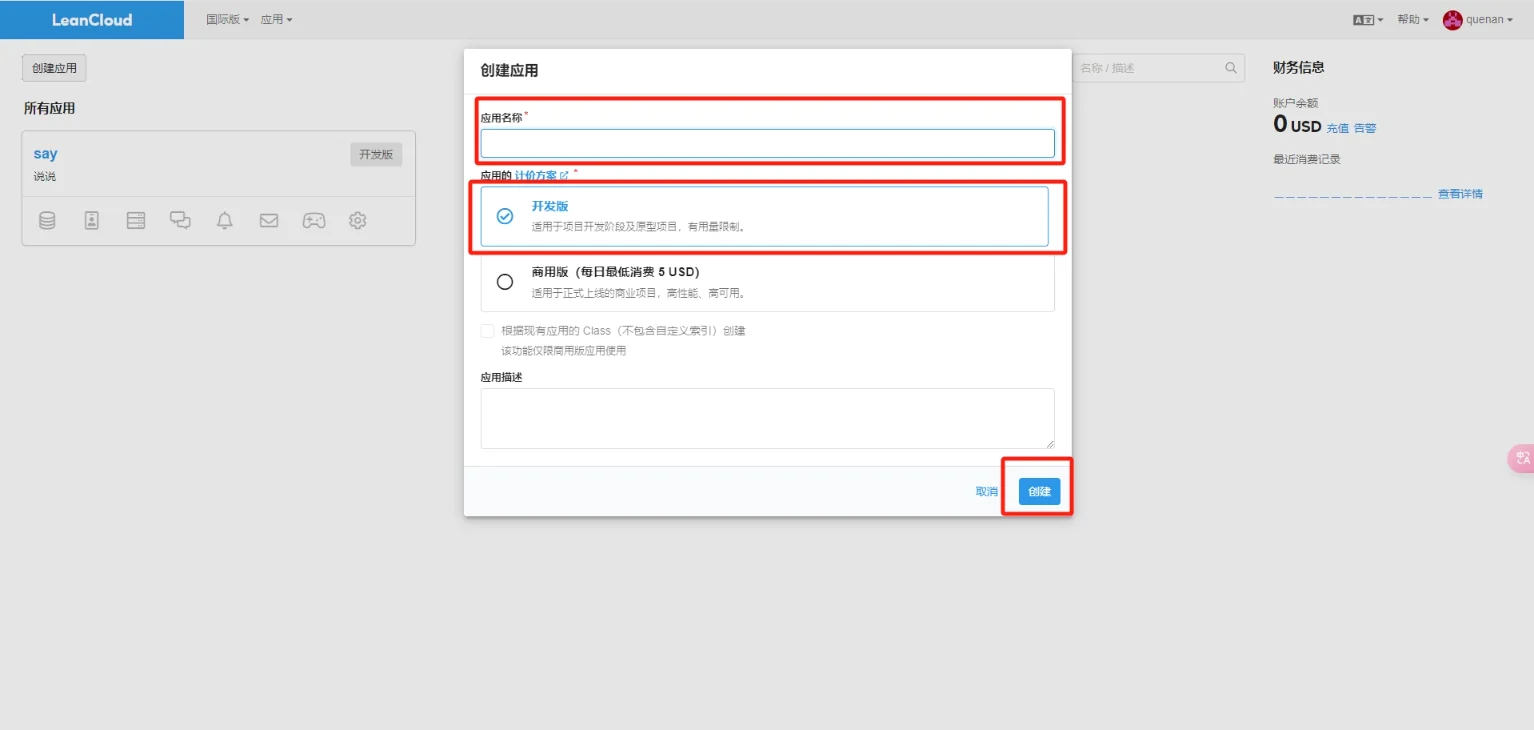 LeanCloud
国际版
应用
帮助
quenan
创建应用
名称 / 描述
财务信息
所有应用
账户余额
0 USD 充值 告警
最近消费记录
查看详情
say
开发版
说说
创建应用
应用名称*
应用的 计价方案 *
开发版
适用于项目开发阶段及原型项目，有用量限制。
商用版（每日最低消费 5 USD）
适用于正式上线的商业项目，高性能、高可用。
根据现有应用的 Class（不包含自定义索引）创建
该功能仅限商用版应用使用
应用描述
取消
创建